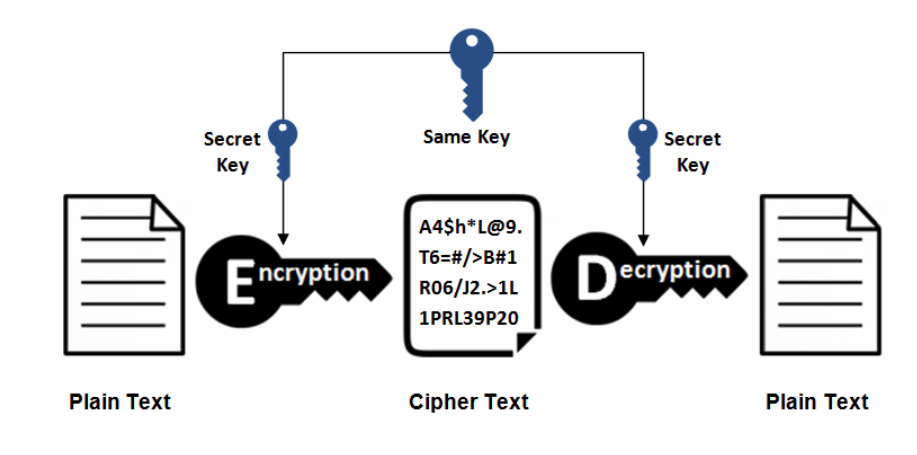 Same Key
Secret
Key
Secret
Key
Encryption
A4$h*L@9.
T6=#/>B#1
R06/J2.>1L
1PRL39P20
Decryption
Plain Text
Cipher Text
Plain Text